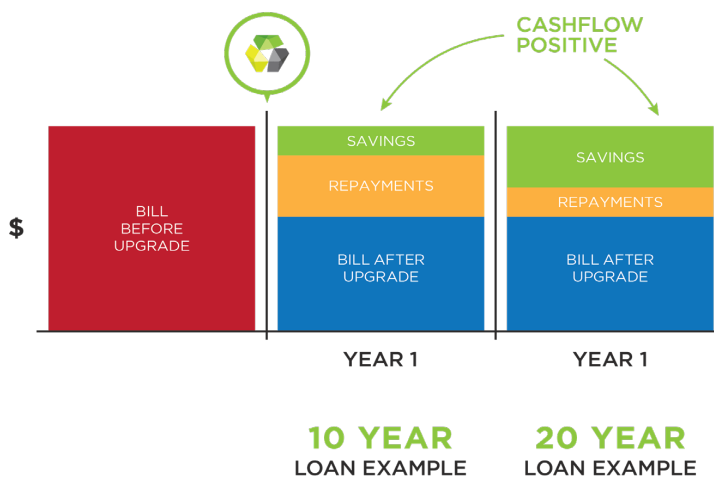 CASHFLOW
POSITIVE
$
BILL
BEFORE
UPGRADE
SAVINGS
REPAYMENTS
BILL AFTER
UPGRADE
SAVINGS
REPAYMENTS
BILL AFTER
UPGRADE
YEAR 1
YEAR 1
10 YEAR
LOAN EXAMPLE
20 YEAR
LOAN EXAMPLE